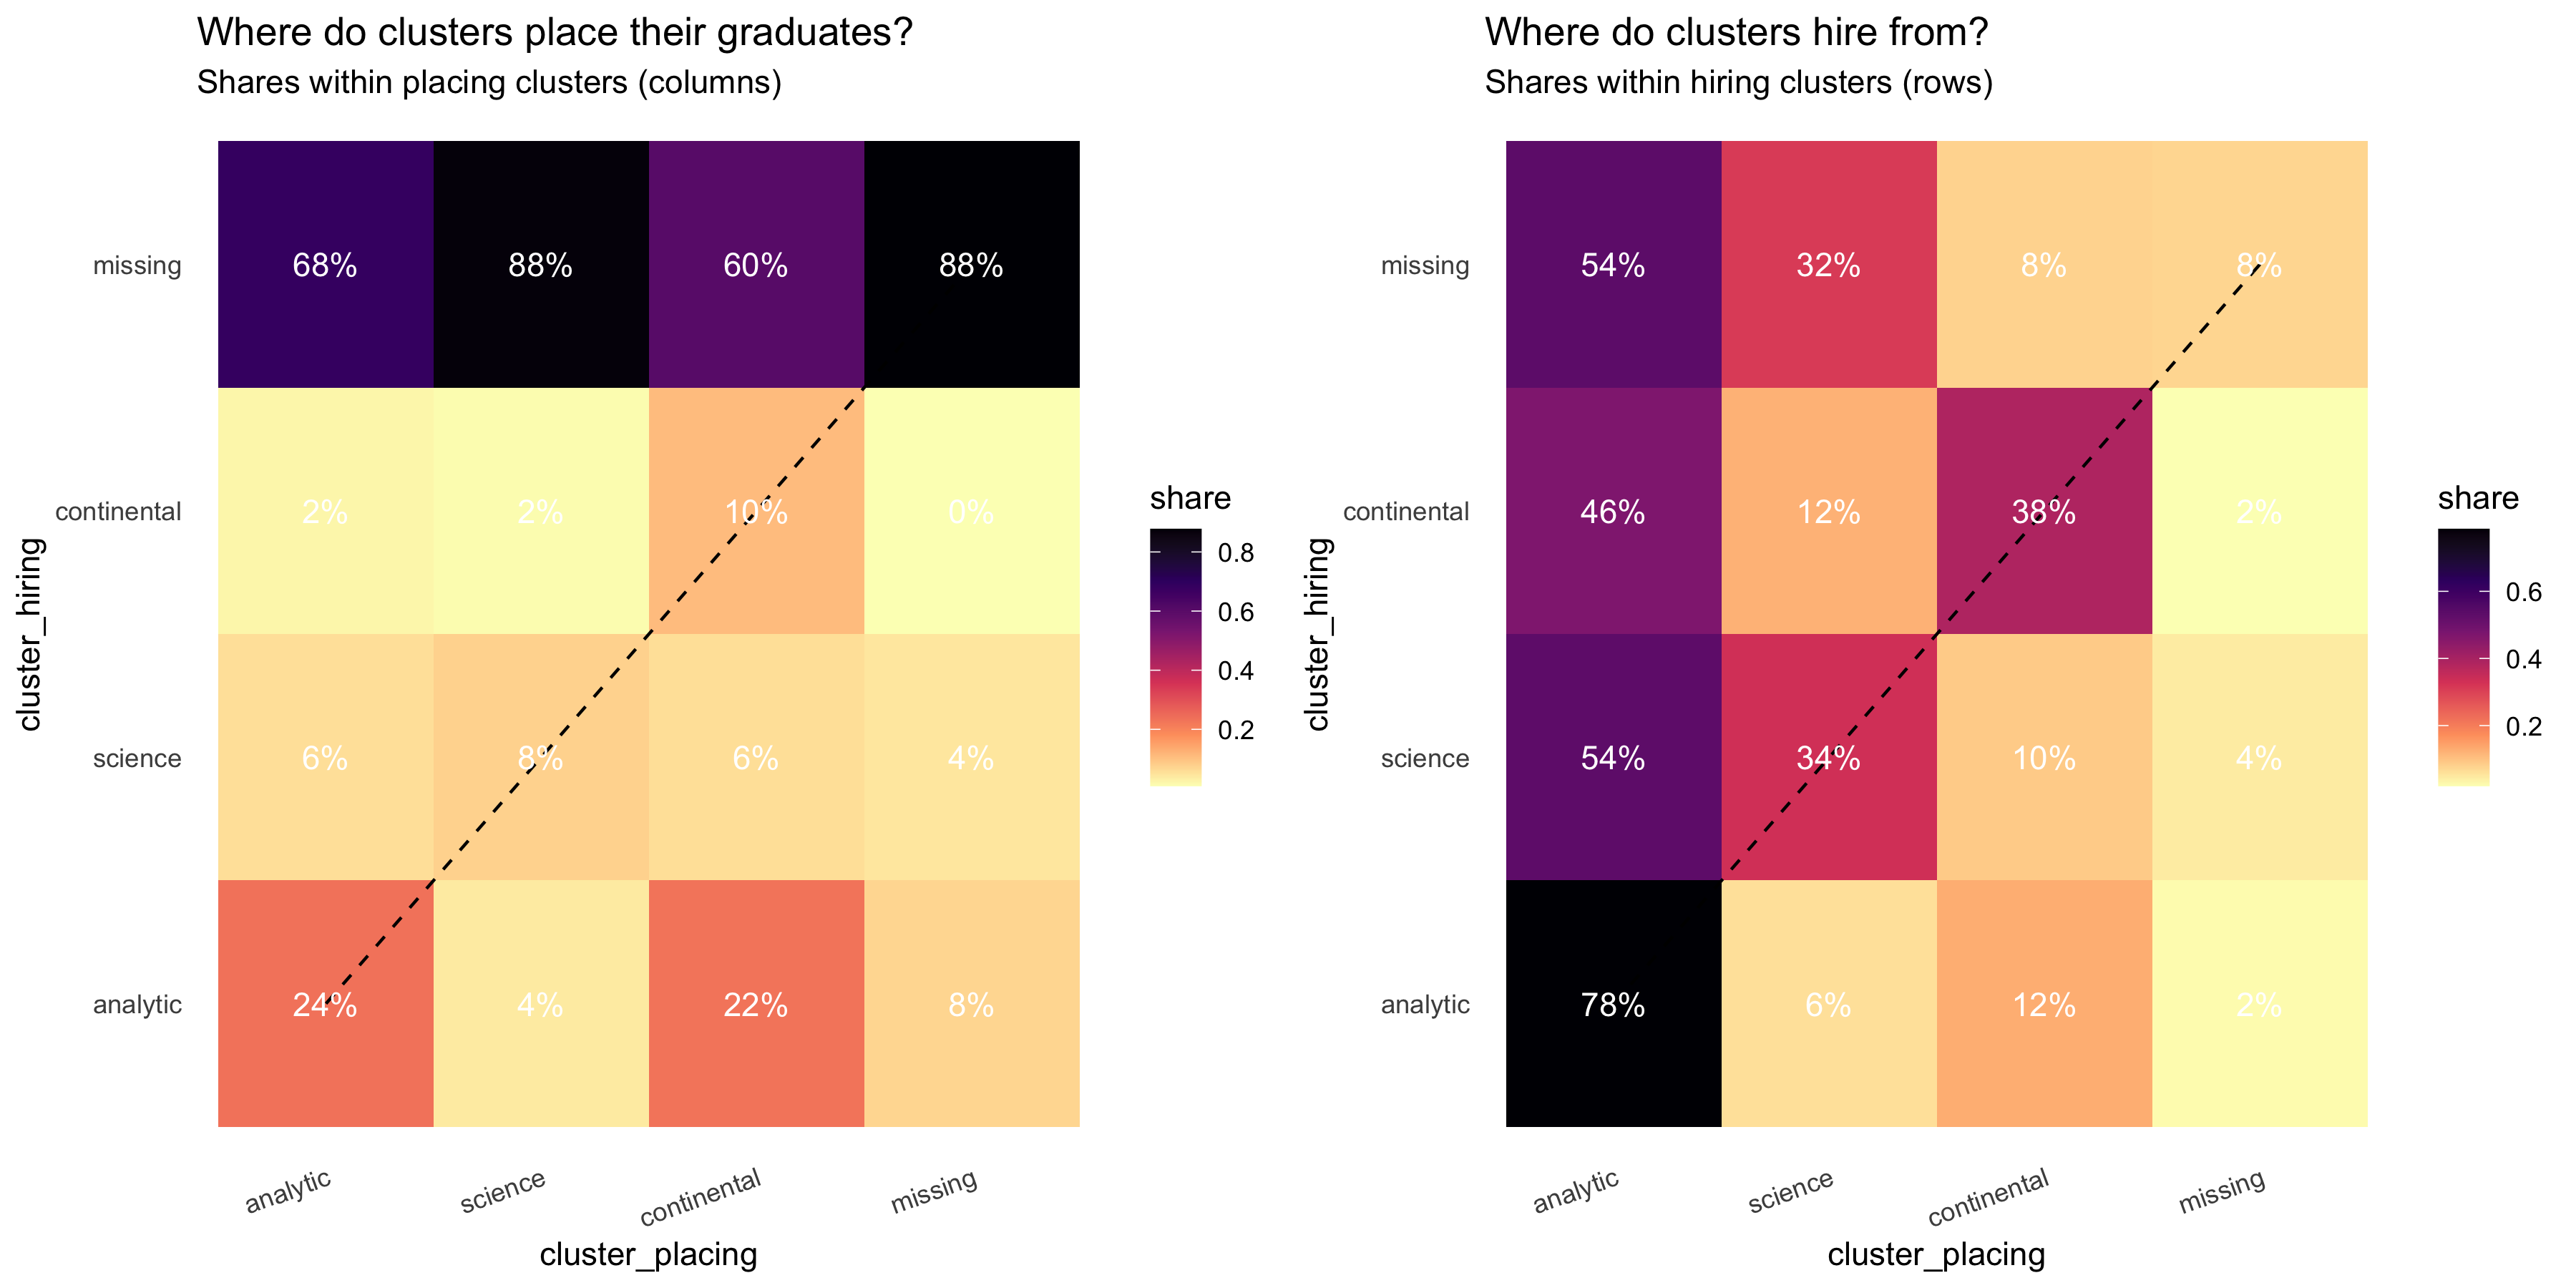 Where do clusters place their graduates?
Shares within placing clusters (columns)
cluster_hiring
missing 68% 88% 60% 88%
continental 2% 2% 10% 0%
science 6% 8% 6% 4%
analytic 24% 4% 22% 8%
analytic science continental missing
cluster_placing
share
0.8
0.6
0.4
0.2
Where do clusters hire from?
Shares within hiring clusters (rows)
cluster_hiring
missing 54% 32% 8% 8%
continental 46% 12% 38% 2%
science 54% 34% 10% 4%
analytic 78% 6% 12% 2%
analytic science continental missing
cluster_placing
share
0.6
0.4
0.2